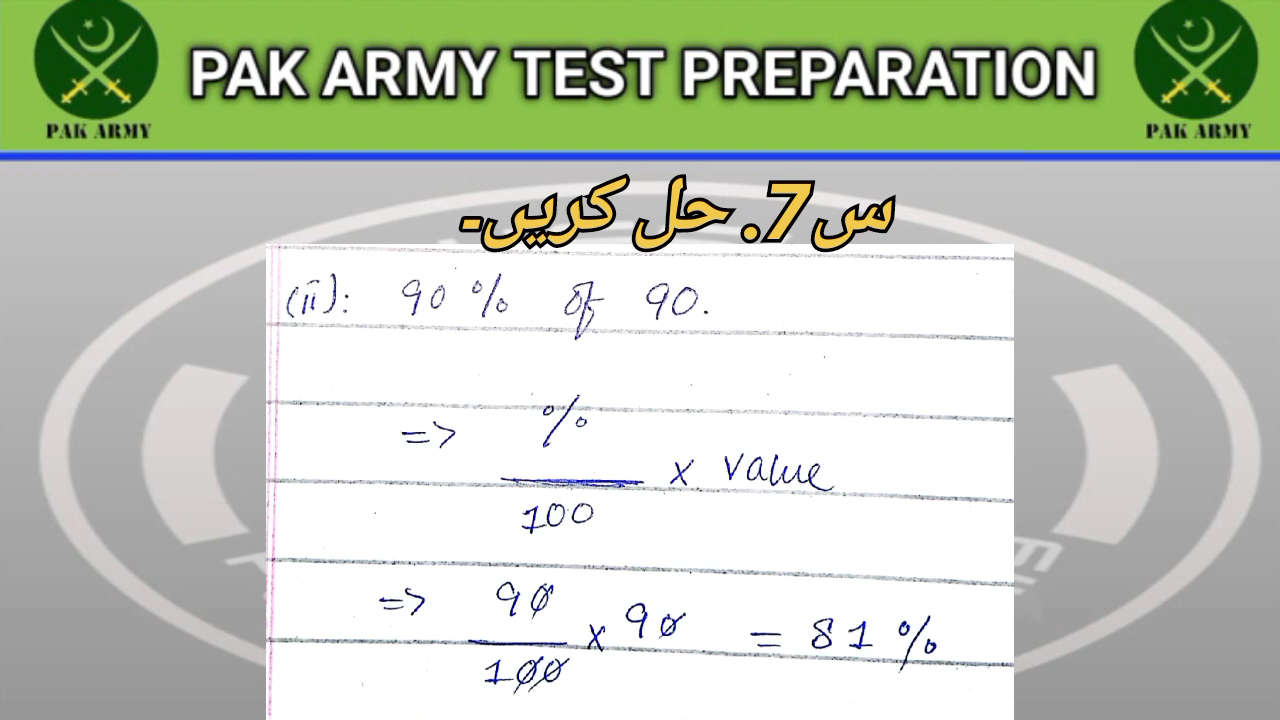 PAK ARMY TEST PREPARATION
PAK ARMY
PAK ARMY
س7. حل کریں۔
(ii): 90 % of 90.
=> %/100 x value
=> 90/100 x 90 = 81 %